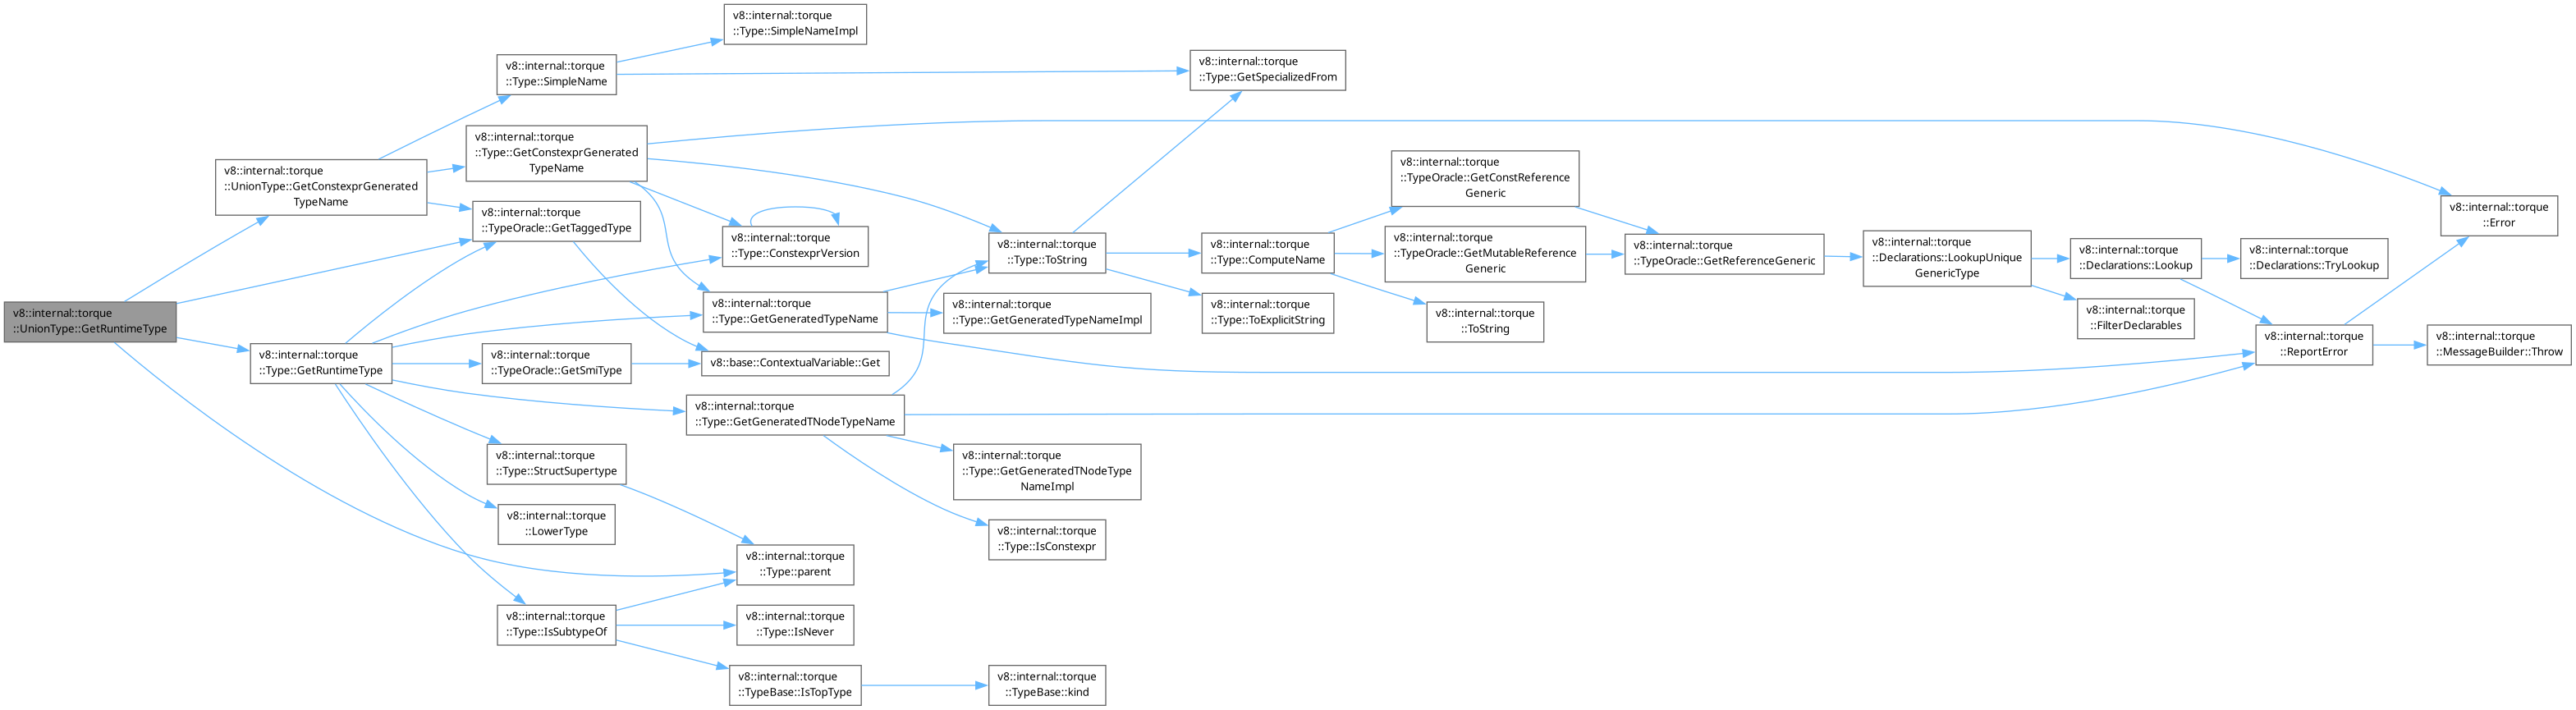 v8::internal::torque
::UnionType::GetRuntimeType
v8::internal::torque
::UnionType::GetConstexprGenerated
TypeName
v8::internal::torque
::Type::GetRuntimeType
v8::internal::torque
::Type::SimpleName
v8::internal::torque
::Type::GetConstexprGenerated
TypeName
v8::internal::torque
::TypeOracle::GetTaggedType
v8::internal::torque
::TypeOracle::GetSmiType
v8::internal::torque
::Type::StructSupertype
v8::internal::torque
::LowerType
v8::internal::torque
::Type::IsSubtypeOf
v8::internal::torque
::Type::SimpleNameImpl
v8::internal::torque
::Type::ConstexprVersion
v8::internal::torque
::Type::GetGeneratedTypeName
v8::base::ContextualVariable::Get
v8::internal::torque
::Type::GetGeneratedTNodeTypeName
v8::internal::torque
::Type::parent
v8::internal::torque
::Type::IsNever
v8::internal::torque
::TypeBase::IsTopType
v8::internal::torque
::Type::ToString
v8::internal::torque
::Type::GetGeneratedTypeNameImpl
v8::internal::torque
::Type::GetGeneratedTNodeType
NameImpl
v8::internal::torque
::Type::IsConstexpr
v8::internal::torque
::TypeBase::kind
v8::internal::torque
::Type::GetSpecializedFrom
v8::internal::torque
::Type::ComputeName
v8::internal::torque
::Type::ToExplicitString
v8::internal::torque
::TypeOracle::GetConstReference
Generic
v8::internal::torque
::TypeOracle::GetMutableReference
Generic
v8::internal::torque
::ToString
v8::internal::torque
::TypeOracle::GetReferenceGeneric
v8::internal::torque
::Declarations::LookupUnique
GenericType
v8::internal::torque
::Declarations::Lookup
v8::internal::torque
::FilterDeclarables
v8::internal::torque
::Declarations::TryLookup
v8::internal::torque
::ReportError
v8::internal::torque
::Error
v8::internal::torque
::MessageBuilder::Throw